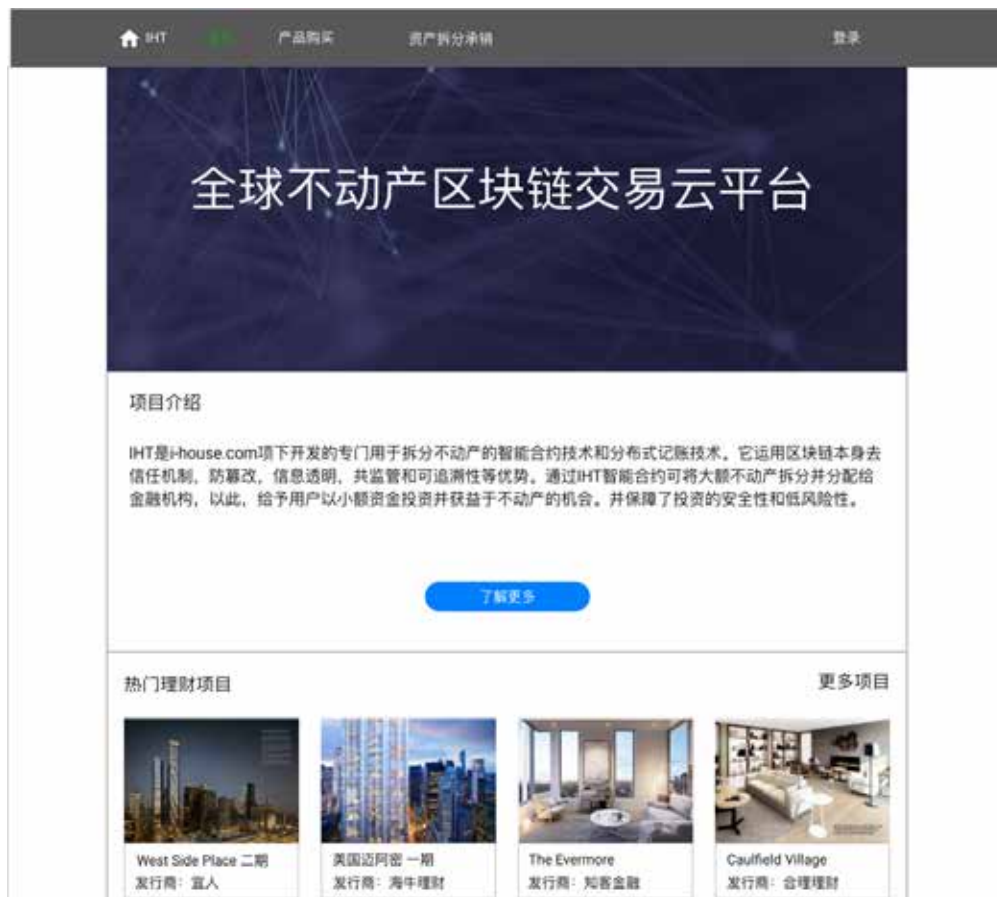 IHT
首页
产品购买
资产拆分承销
登录
全球不动产区块链交易云平台
项目介绍
IHT是i-house.com项下开发的专门用于拆分不动产的智能合约技术和分布式记账技术。它运用区块链本身去
信任机制、防篡改，信息透明，共监管和可追溯性等优势。通过IHT智能合约可将大额不动产拆分并分配给
金融机构，以此，给予用户以小额资金投资并获益于不动产的机会。并保障了投资的安全性和低风险性。
了解更多
热门理财项目
更多项目
West Side Place 二期
发行商：宜人
美国迈阿密 一期
发行商：海牛理财
The Evermore
发行商：知客金融
Caulfield Village
发行商：合理理财